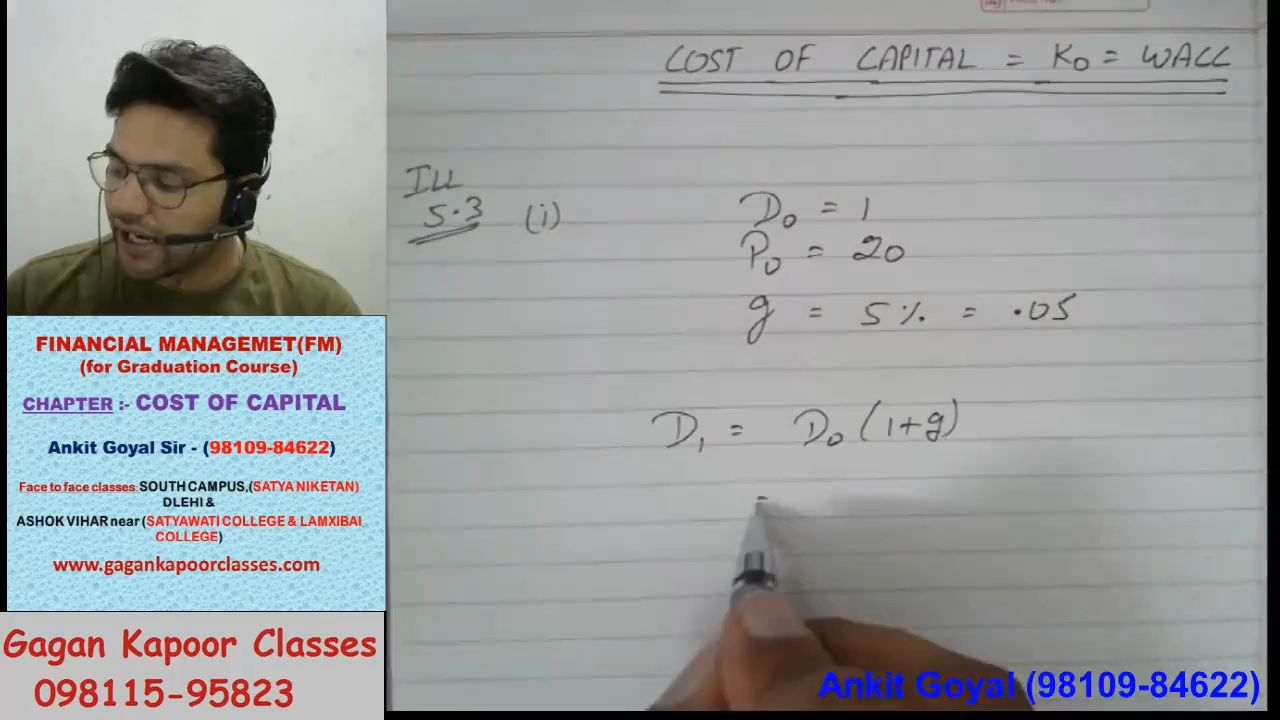 COST OF CAPITAL = Ko = WACC
ILL
5.3 (i)
D0 = 1
P0 = 20
g = 5% = .05
D1 = D0 (1+g)
FINANCIAL MANAGEMET(FM)
(for Graduation Course)
CHAPTER :- COST OF CAPITAL
Ankit Goyal Sir - (98109-84622)
Face to face classes: SOUTH CAMPUS,(SATYA NIKETAN)
DLEHI &
ASHOK VIHAR near (SATYAWATI COLLEGE & LAMXIBAI
COLLEGE)
www.gagankapoorclasses.com
Gagan Kapoor Classes
098115-95823
Ankit Goyal (98109-84622)